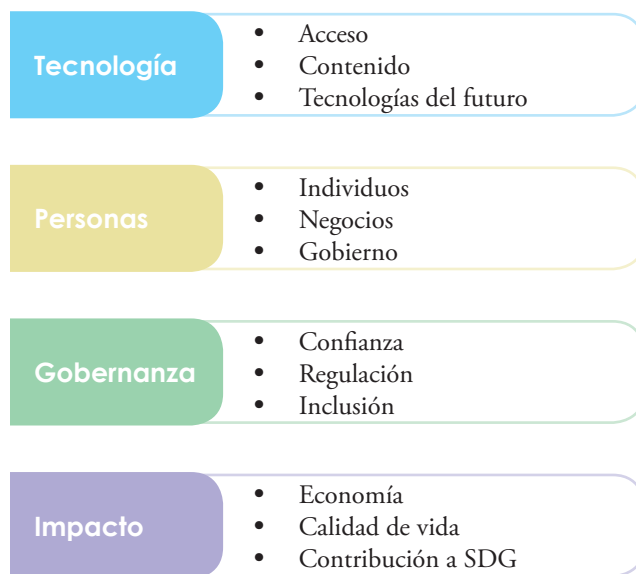 Tecnología
• Acceso
• Contenido
• Tecnologías del futuro
Personas
• Individuos
• Negocios
• Gobierno
Gobernanza
• Confianza
• Regulación
• Inclusión
Impacto
• Economía
• Calidad de vida
• Contribución a SDG